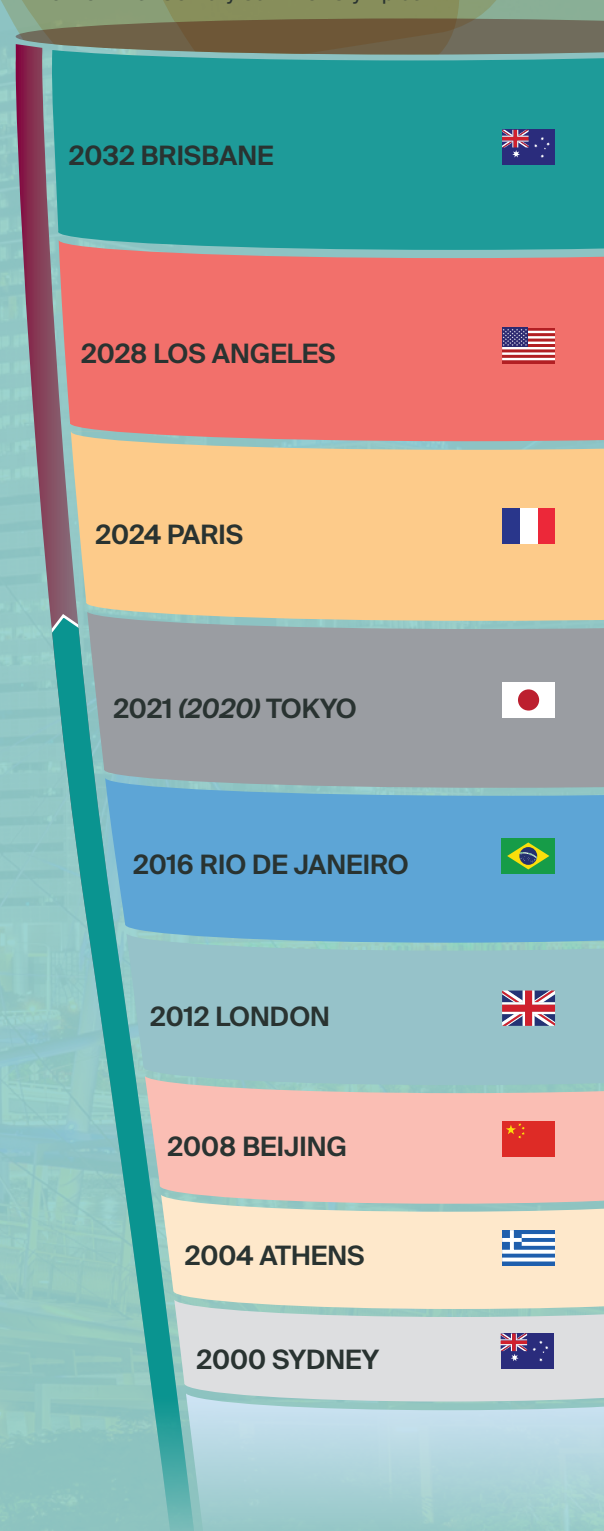 2032 BRISBANE
2028 LOS ANGELES
2024 PARIS
2021 (2020) TOKYO
2016 RIO DE JANEIRO
2012 LONDON
2008 BEIJING
2004 ATHENS
2000 SYDNEY